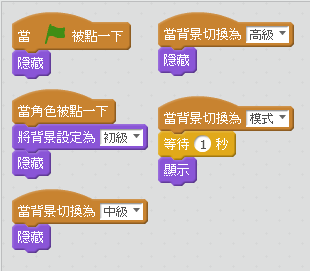 當 被點一下
隱藏
當角色被點一下
將背景設定為 初級
隱藏
當背景切換為 中級
隱藏
當背景切換為 高級
隱藏
當背景切換為 模式
等待 1 秒
顯示